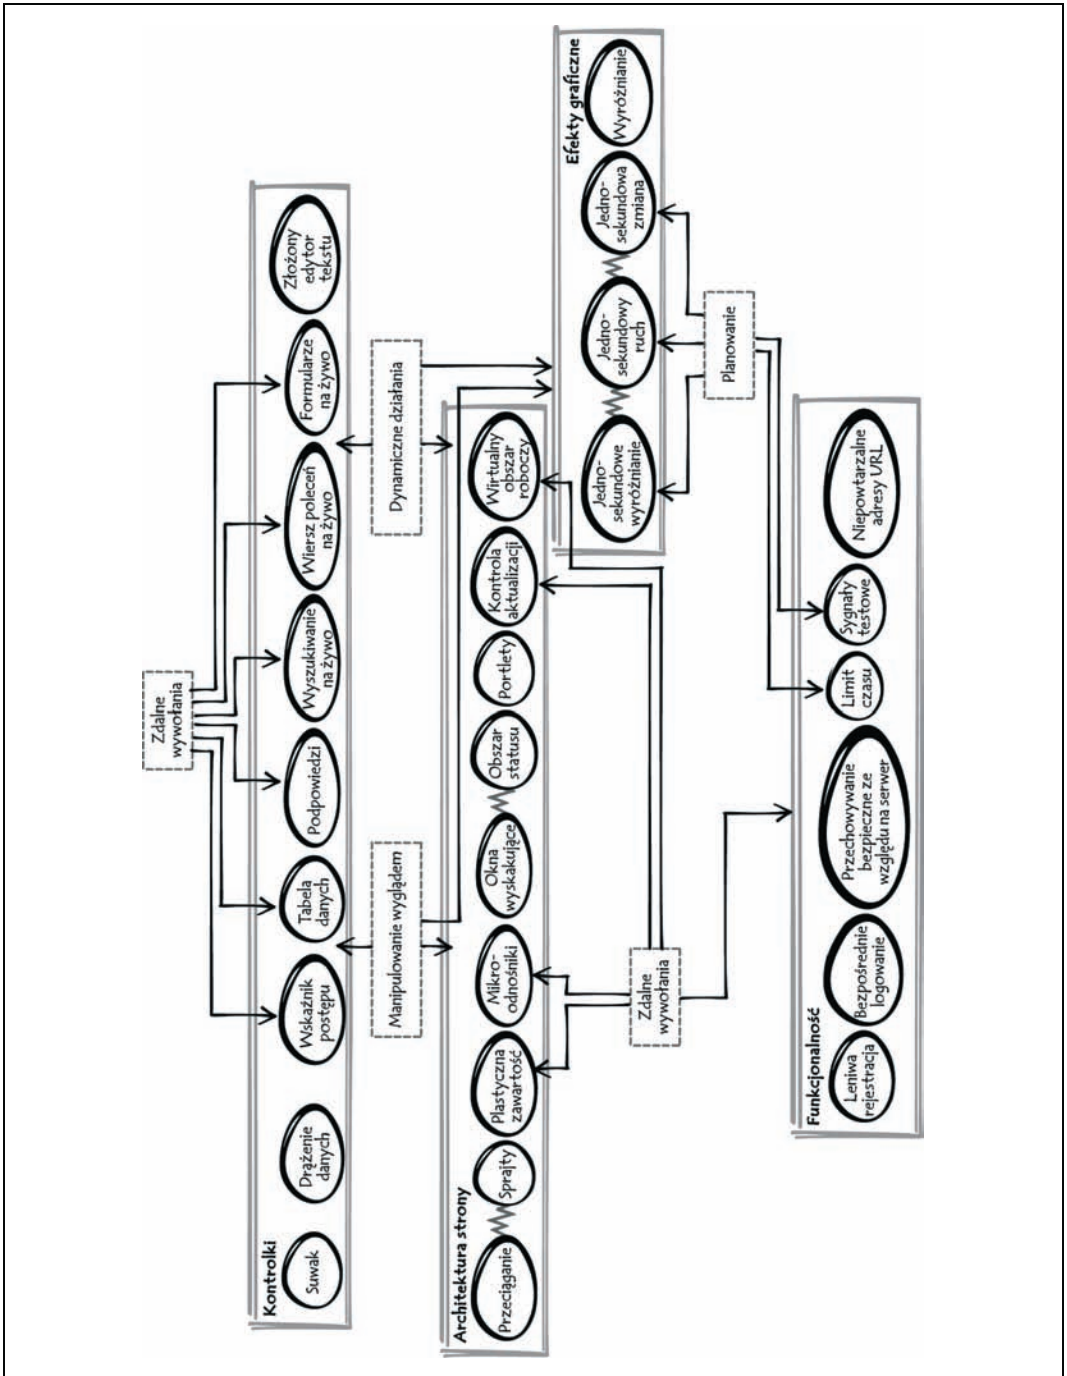 Zdalne
wywołania
Kontrolki
Suwak
Drążenie
danych
Wskaźnik
postępu
Tabela
danych
Podpowiedzi
Wyszukiwanie
na żywo
Wiersz poleceń
na żywo
Formularze
na żywo
Złożony
edytor
tekstu
Manipulowanie wyglądem
Dynamiczne działania
Architektura strony
Przeciąganie
Sprajty
Plastyczna
zawartość
Mikro-
odnośniki
Okna
wyskakujące
Obszar
statusu
Portlety
Kontrola
aktualizacji
Wirtualny
obszar
roboczy
Efekty graficzne
Jedno-
sekundowe
wyróżnianie
Jedno-
sekundowy
ruch
Jedno-
sekundowa
zmiana
Wyróżnianie
Zdalne
wywołania
Planowanie
Funkcjonalność
Leniwa
rejestracja
Bezpośrednie
logowanie
Przechowywanie
bezpieczne ze
względu na serwer
Limit
czasu
Sygnały
testowe
Niepowtarzalne
adresy URL